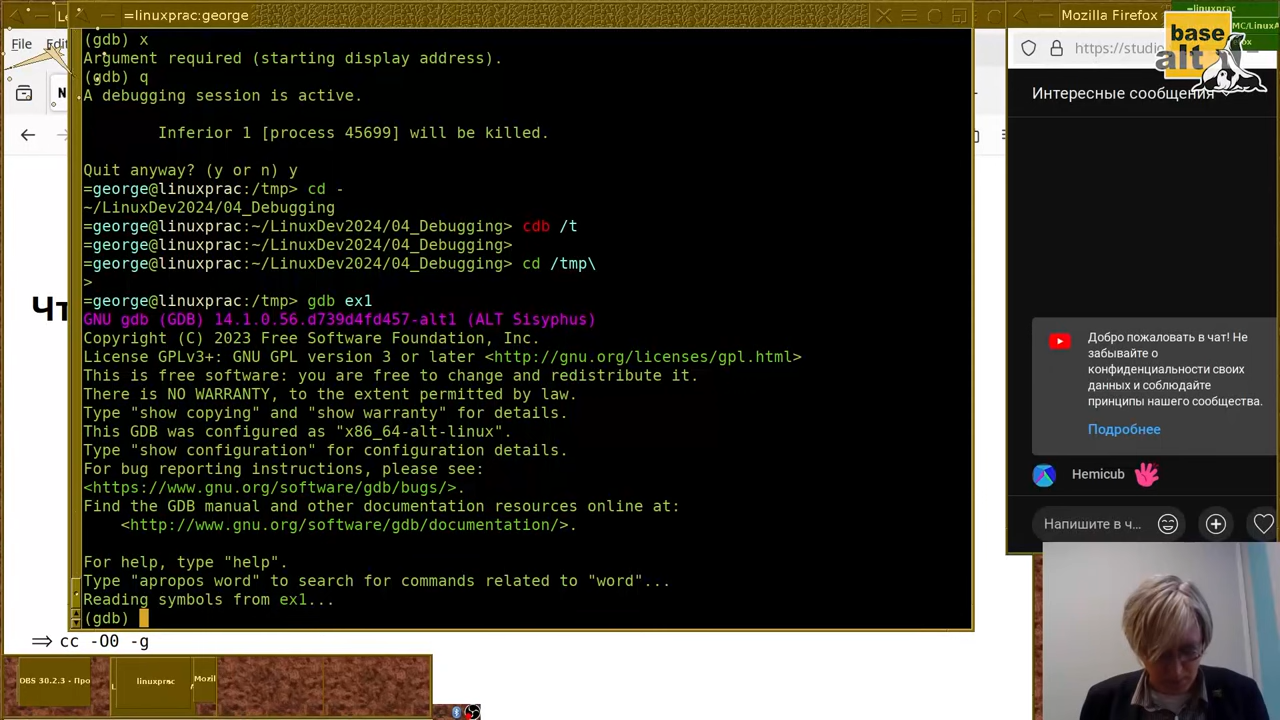 =linuxprac:george
(gdb) x
Argument required (starting display address).
(gdb) q
A debugging session is active.
Inferior 1 [process 45699] will be killed.
Quit anyway? (y or n) y
=george@linuxprac:/tmp> cd -
~/LinuxDev2024/04_Debugging
=george@linuxprac:~/LinuxDev2024/04_Debugging> cdb /t
=george@linuxprac:~/LinuxDev2024/04_Debugging>
=george@linuxprac:~/LinuxDev2024/04_Debugging> cd /tmp\
>
=george@linuxprac:/tmp> gdb ex1
GNU gdb (GDB) 14.1.0.56.d739d4fd457-alt1 (ALT Sisyphus)
Copyright (C) 2023 Free Software Foundation, Inc.
License GPLv3+: GNU GPL version 3 or later <http://gnu.org/licenses/gpl.html>
This is free software: you are free to change and redistribute it.
There is NO WARRANTY, to the extent permitted by law.
Type "show copying" and "show warranty" for details.
This GDB was configured as "x86_64-alt-linux".
Type "show configuration" for configuration details.
For bug reporting instructions, please see:
<https://www.gnu.org/software/gdb/bugs/>.
Find the GDB manual and other documentation resources online at:
<http://www.gnu.org/software/gdb/documentation/>.
For help, type "help".
Type "apropos word" to search for commands related to "word"...
Reading symbols from ex1...
(gdb)
File Edit
N
Чт
⇒ cc -O0 -g
OBS 30.2.3 - Про
linuxprac
Mozil
Mozilla Firefox
=linuxprac
base
alt
https://studio
Интересные сообщения
Добро пожаловать в чат! Не
забывайте о
конфиденциальности своих
данных и соблюдайте
принципы нашего сообщества.
Подробнее
Hemicub
Напишите в ч...